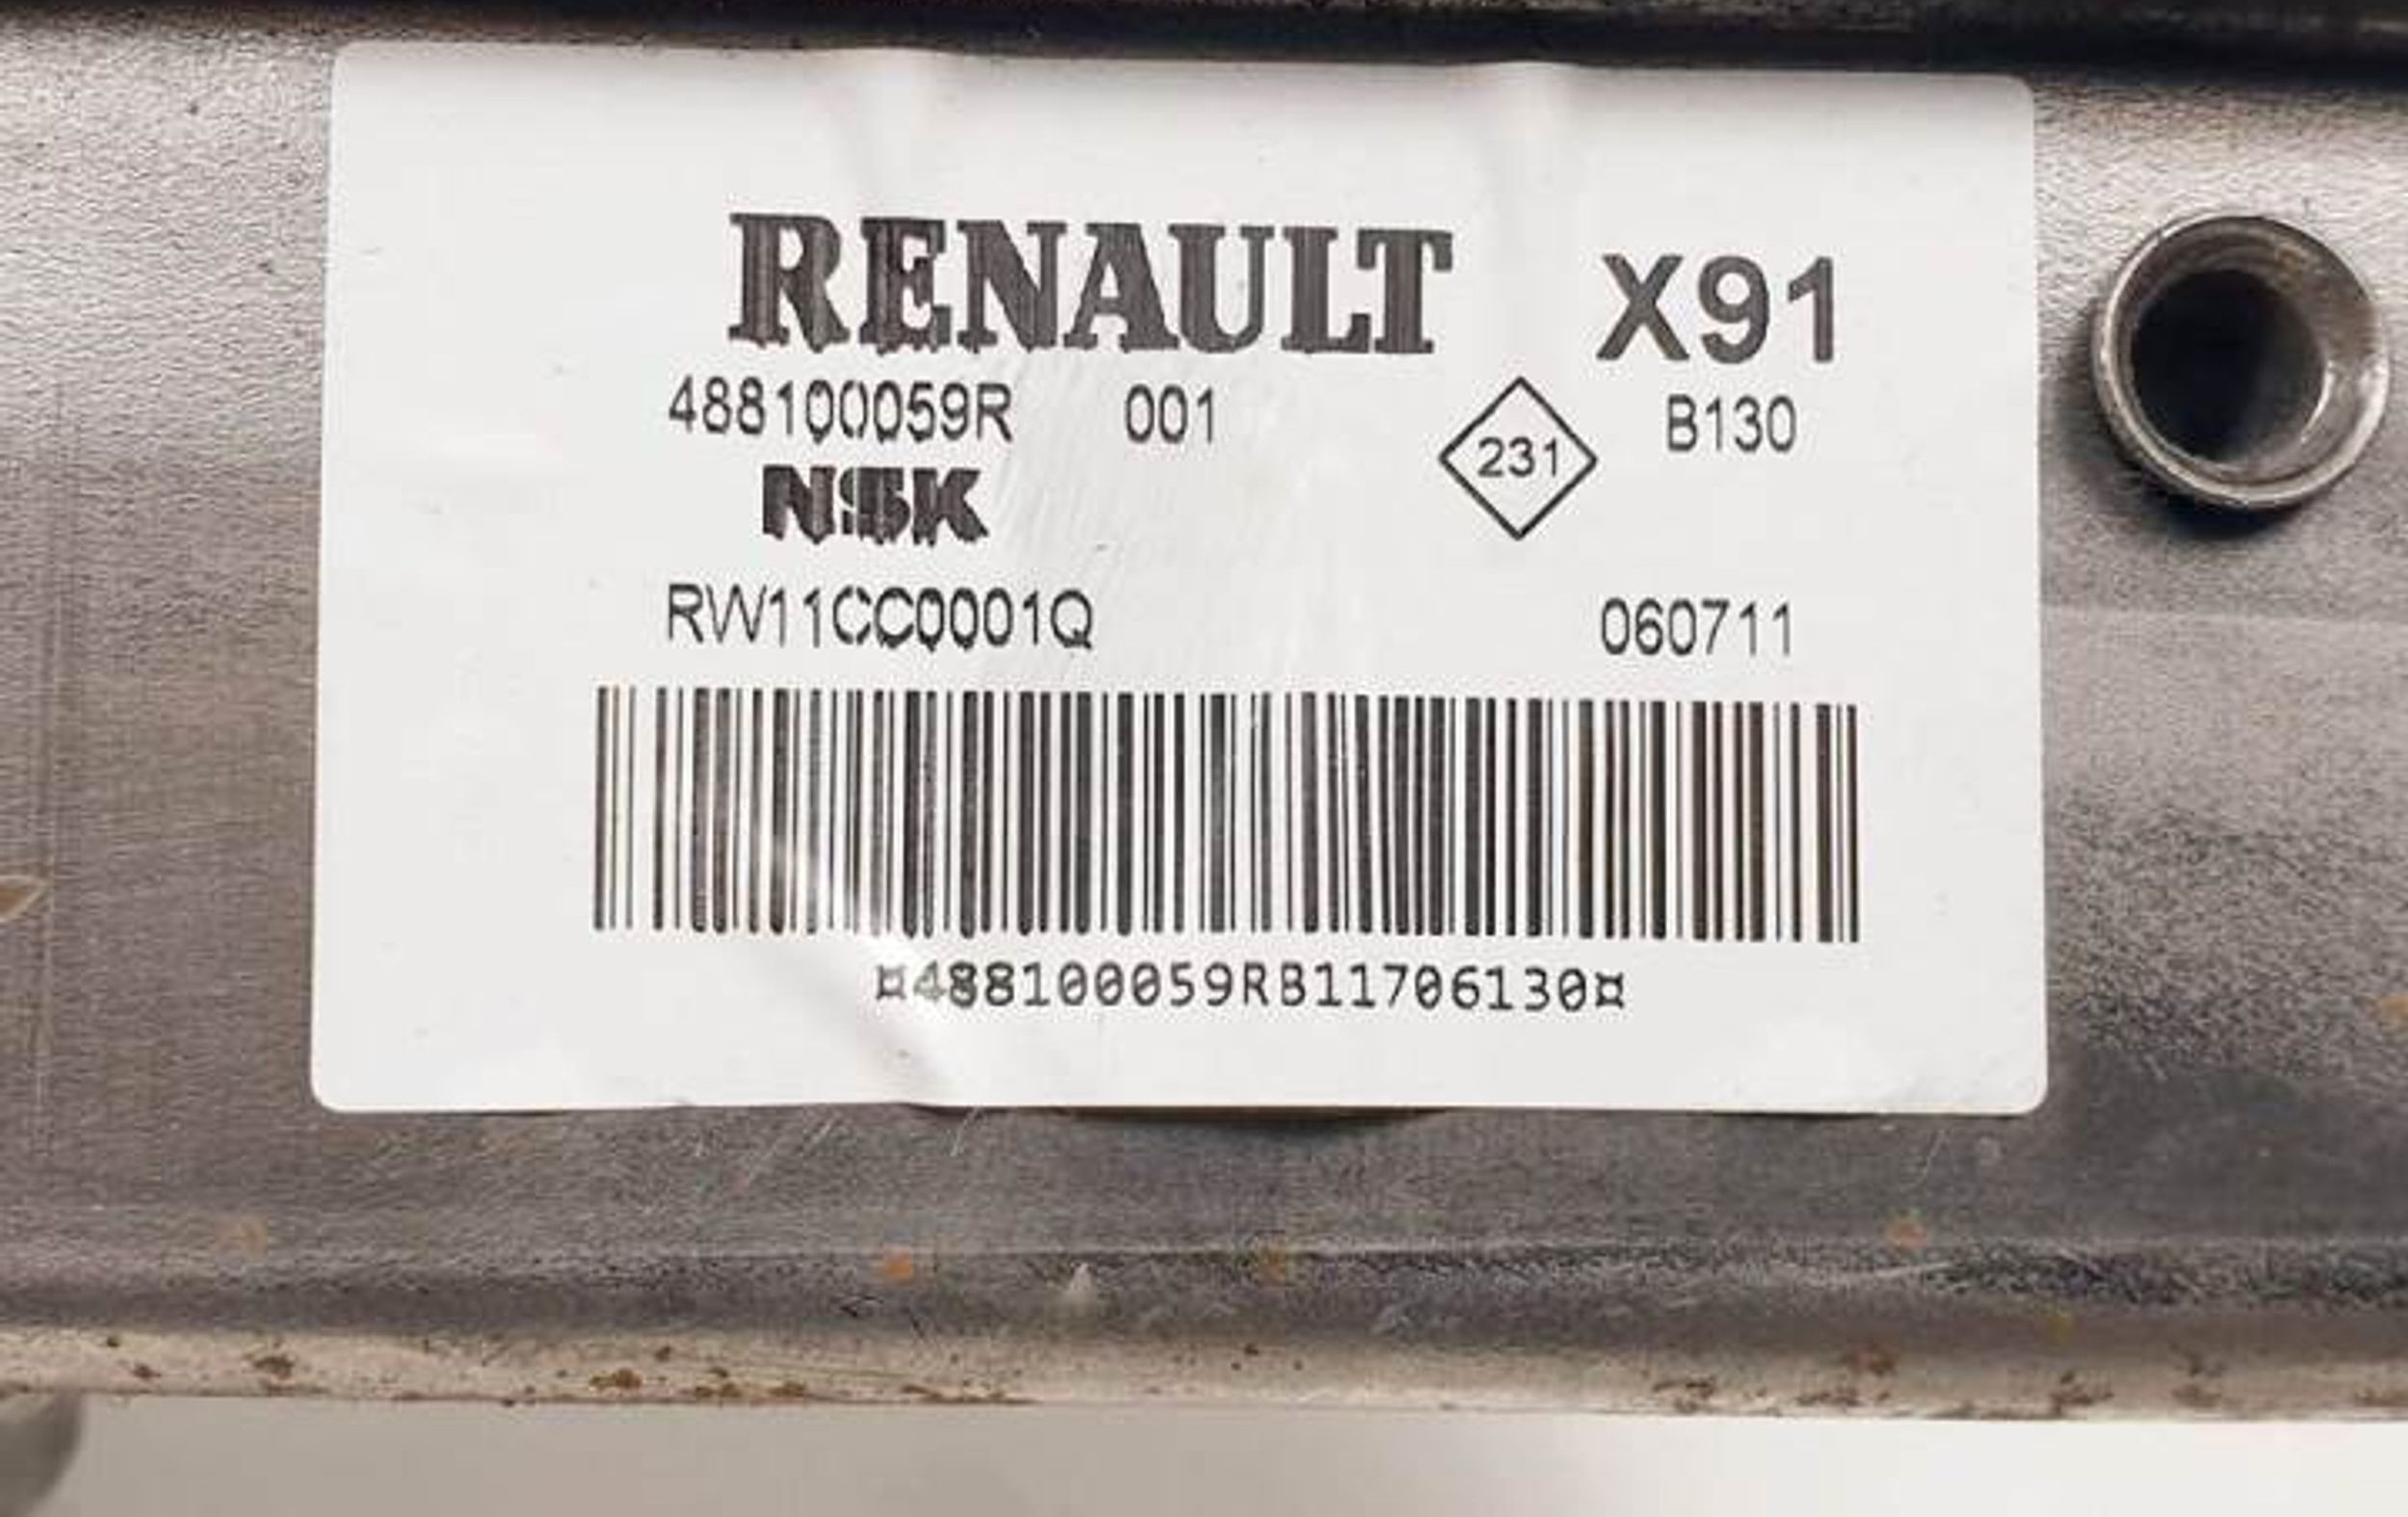 RENAULT X91
488100059R 001 231 B130
NSK
RW11CC0001Q 060711
¤488100059RB11706130¤